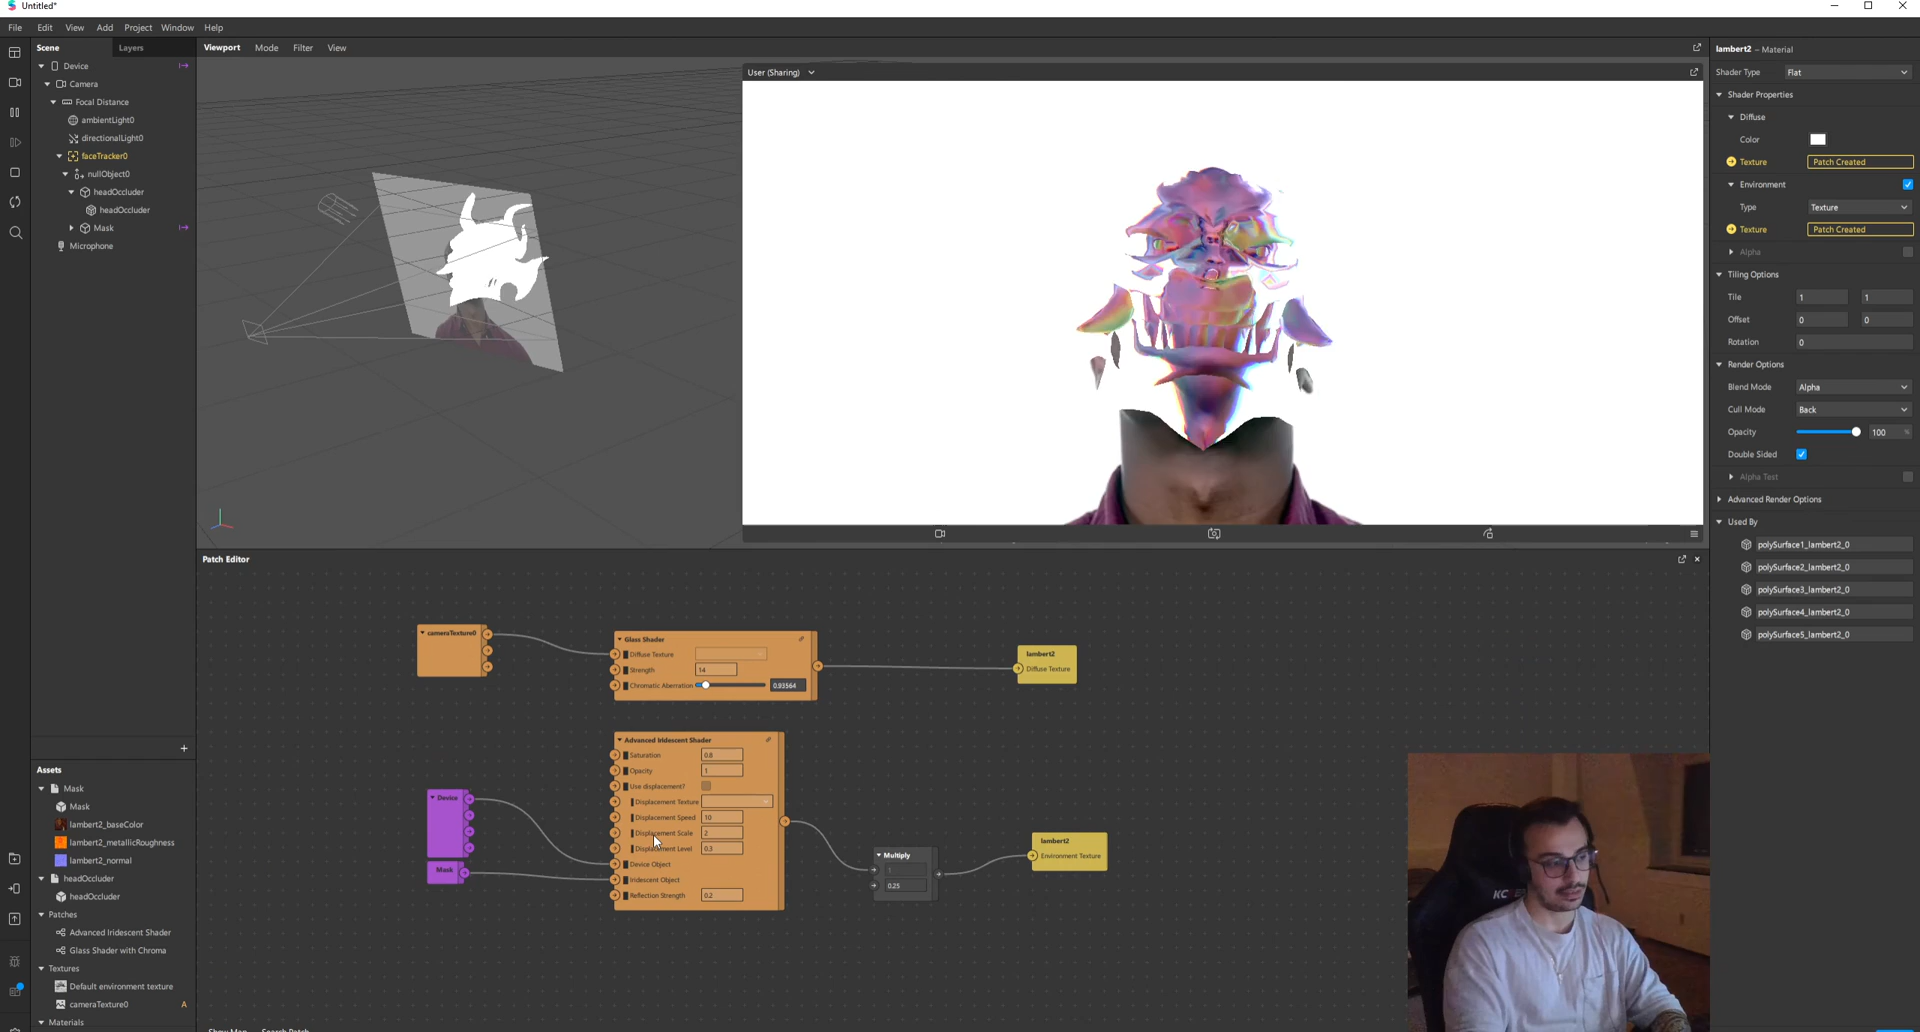 Untitled*
File Edit View Add Project Window Help
Scene Layers
Device
Camera
Focal Distance
ambientLight0
directionalLight0
faceTracker0
nullObject0
headOccluder
headOccluder
Mask
Microphone
Assets
Mask
Mask
lambert2_baseColor
lambert2_metallicRoughness
lambert2_normal
headOccluder
headOccluder
Patches
Advanced Iridescent Shader
Glass Shader with Chroma
Textures
Default environment texture
cameraTexture0 A
Materials
Viewport Mode Filter View
User (Sharing)
Patch Editor
cameraTexture0
Glass Shader
Diffuse Texture
Strength 14
Chromatic Aberration 0.93564
lambert2
Diffuse Texture
Device
Mask
Advanced Iridescent Shader
Saturation 0.8
Opacity 1
Use displacement?
Displacement Texture
Displacement Speed 10
Displacement Scale 2
Displacement Level 0.3
Device Object
Iridescent Object
Reflection Strength 0.2
Multiply
1
0.25
lambert2
Environment Texture
Show Map Search Patch
lambert2 – Material
Shader Type Flat
Shader Properties
Diffuse
Color
Texture Patch Created
Environment
Type Texture
Texture Patch Created
Alpha
Tiling Options
Tile 1 1
Offset 0 0
Rotation 0
Render Options
Blend Mode Alpha
Cull Mode Back
Opacity 100 %
Double Sided
Alpha Test
Advanced Render Options
Used By
polySurface1_lambert2_0
polySurface2_lambert2_0
polySurface3_lambert2_0
polySurface4_lambert2_0
polySurface5_lambert2_0